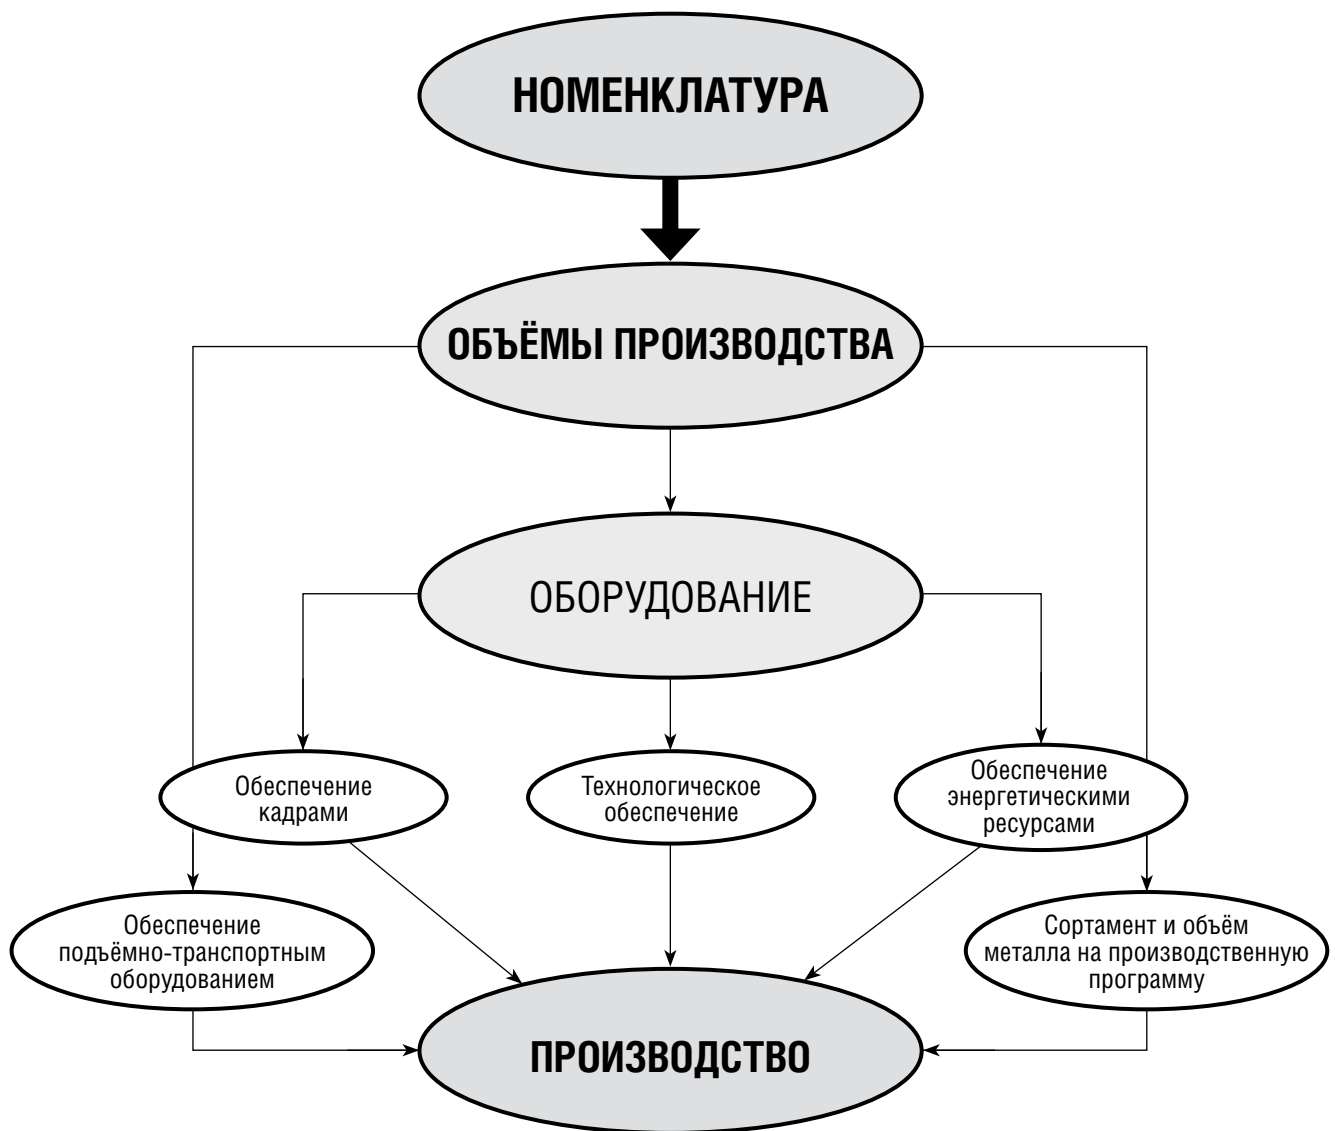 НОМЕНКЛАТУРА
ОБЪЁМЫ ПРОИЗВОДСТВА
ОБОРУДОВАНИЕ
Обеспечение
кадрами
Технологическое
обеспечение
Обеспечение
энергетическими
ресурсами
Обеспечение
подъёмно-транспортным
оборудованием
Сортамент и объём
металла на производственную
программу
ПРОИЗВОДСТВО